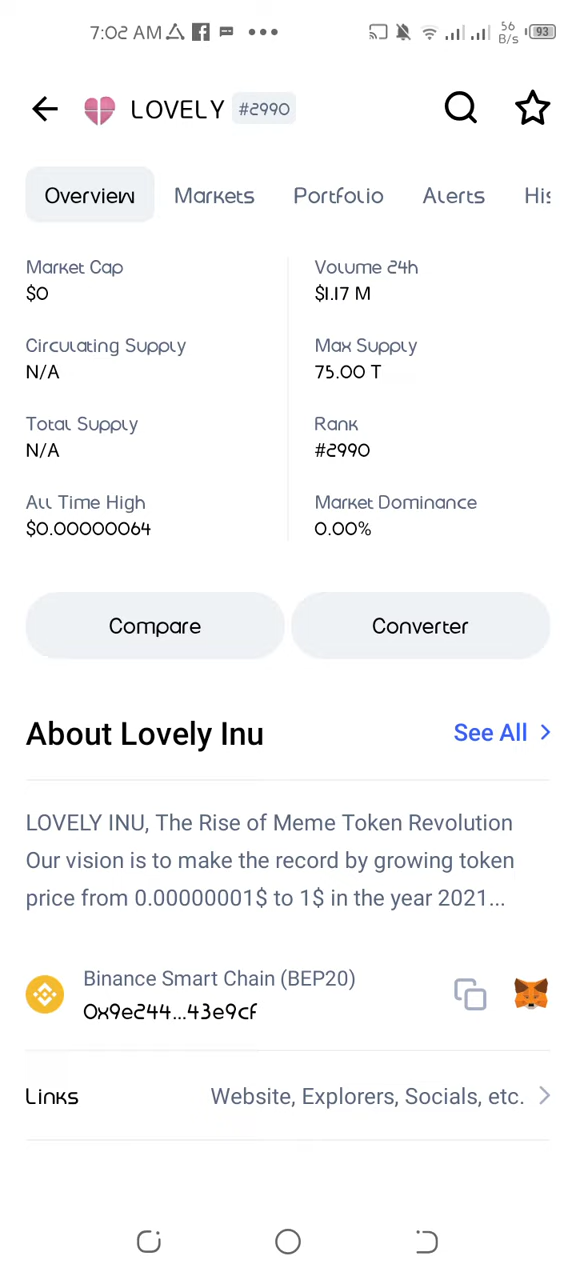 7:02 AM
56 B/s 93
LOVELY #2990
Overview Markets Portfolio Alerts His
Market Cap Volume 24h
$0 $1.17 M
Circulating Supply Max Supply
N/A 75.00 T
Total Supply Rank
N/A #2990
All Time High Market Dominance
$0.00000064 0.00%
Compare Converter
About Lovely Inu See All
LOVELY INU, The Rise of Meme Token Revolution
Our vision is to make the record by growing token
price from 0.00000001$ to 1$ in the year 2021...
Binance Smart Chain (BEP20)
0x9e244...43e9cf
Links Website, Explorers, Socials, etc.